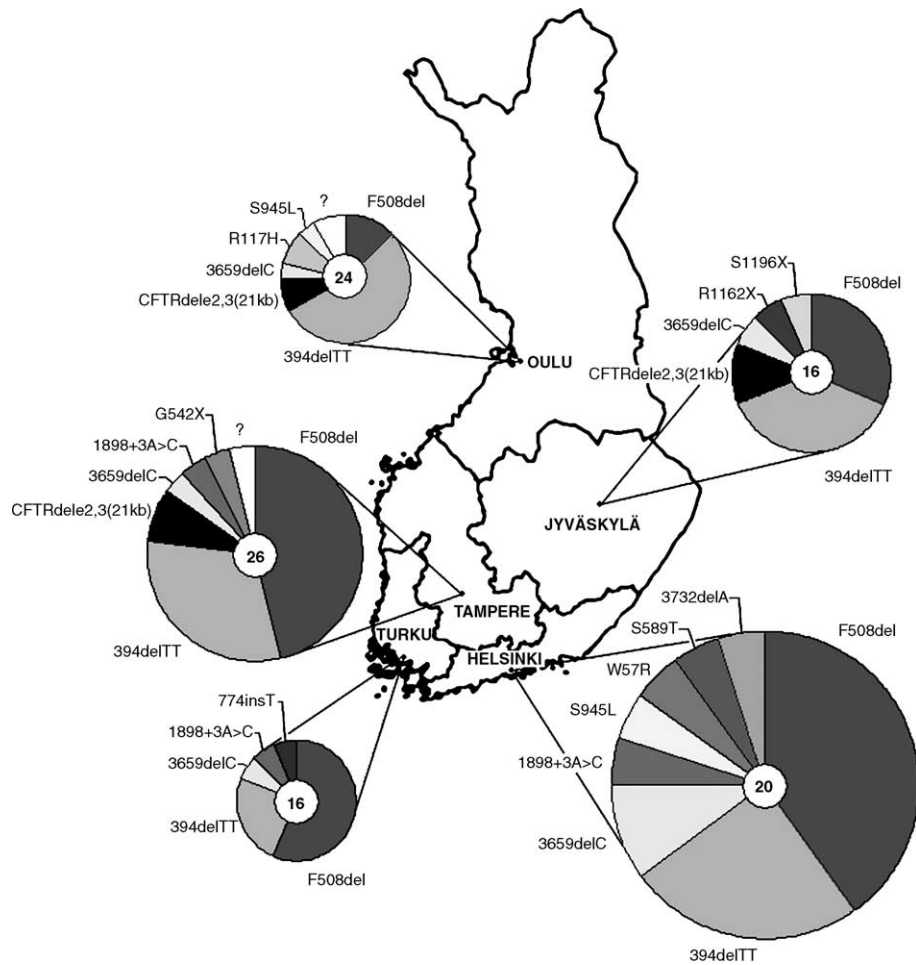 ?
S945L
F508del
R117H
3659delC
24
CFTRdele2,3(21kb)
394delTT
OULU
S1196X
R1162X
F508del
3659delC
CFTRdele2,3(21kb)
16
394delTT
JYVÄSKYLÄ
G542X
?
1898+3A>C
F508del
3659delC
CFTRdele2,3(21kb)
26
394delTT
TAMPERE
TURKU
HELSINKI
774insT
1898+3A>C
3659delC
16
394delTT
F508del
3732delA
S589T
F508del
W57R
S945L
1898+3A>C
20
3659delC
394delTT